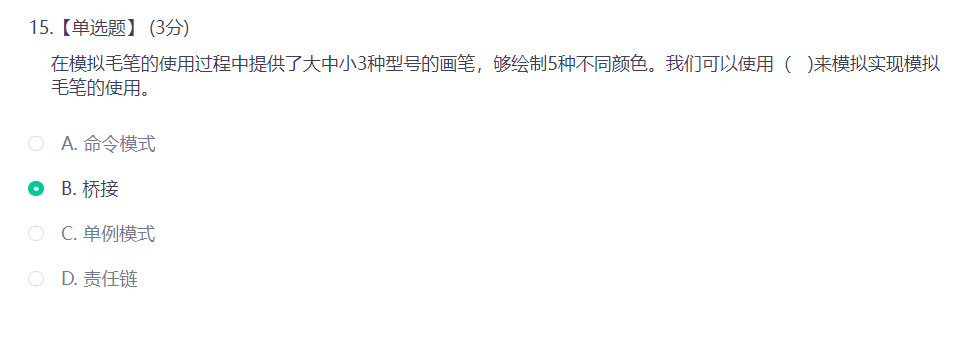 15.【单选题】 (3分)
在模拟毛笔的使用过程中提供了大中小3种型号的画笔，够绘制5种不同颜色。我们可以使用（ )来模拟实现模拟
毛笔的使用。
A. 命令模式
B. 桥接
C. 单例模式
D. 责任链